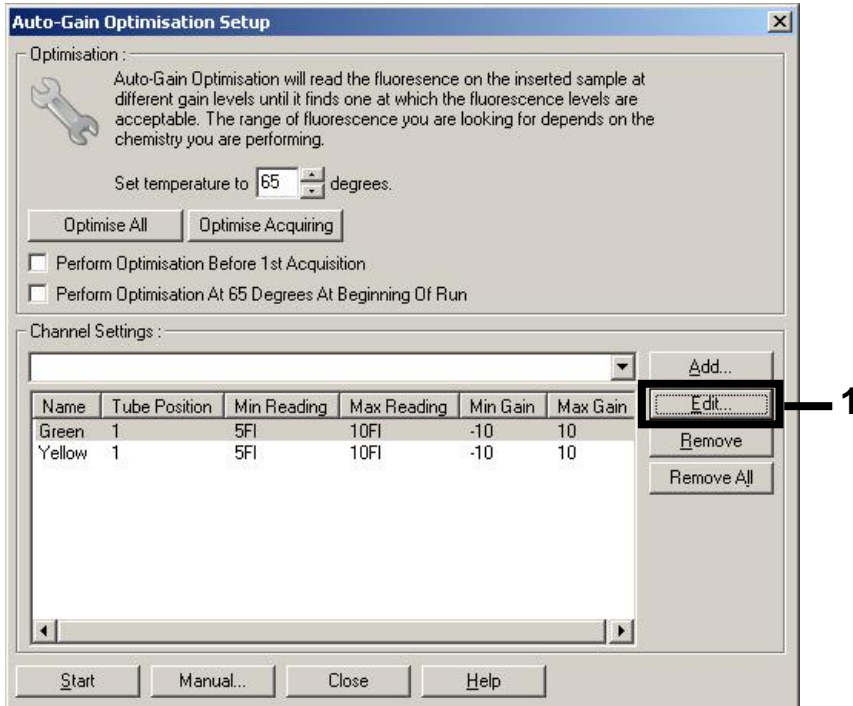 Auto-Gain Optimisation Setup
Optimisation :
Auto-Gain Optimisation will read the fluoresence on the inserted sample at
different gain levels until it finds one at which the fluorescence levels are
acceptable. The range of fluorescence you are looking for depends on the
chemistry you are performing.
Set temperature to 65 degrees.
Optimise All Optimise Acquiring
Perform Optimisation Before 1st Acquisition
Perform Optimisation At 65 Degrees At Beginning Of Run
Channel Settings :
Add...
Edit... 1
Remove
Remove All
Name Tube Position Min Reading Max Reading Min Gain Max Gain
Green 1 5Fl 10Fl -10 10
Yellow 1 5Fl 10Fl -10 10
Start Manual... Close Help